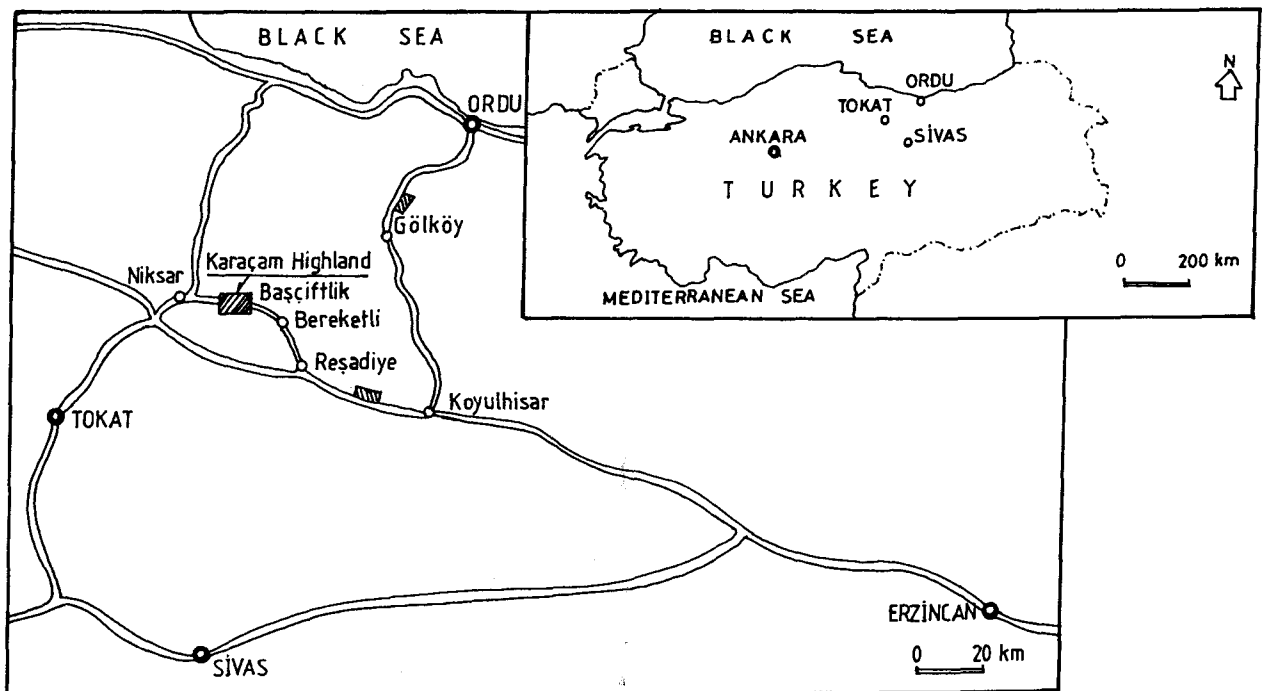 BLACK SEA
ORDU
Gölköy
Karaçam Highland
Niksar
Başçiftlik
Bereketli
Reşadiye
Koyulhisar
TOKAT
SİVAS
ERZİNCAN
0 20 km
BLACK SEA
N
ORDU
TOKAT
SİVAS
ANKARA
TURKEY
0 200 km
MEDITERRANEAN SEA